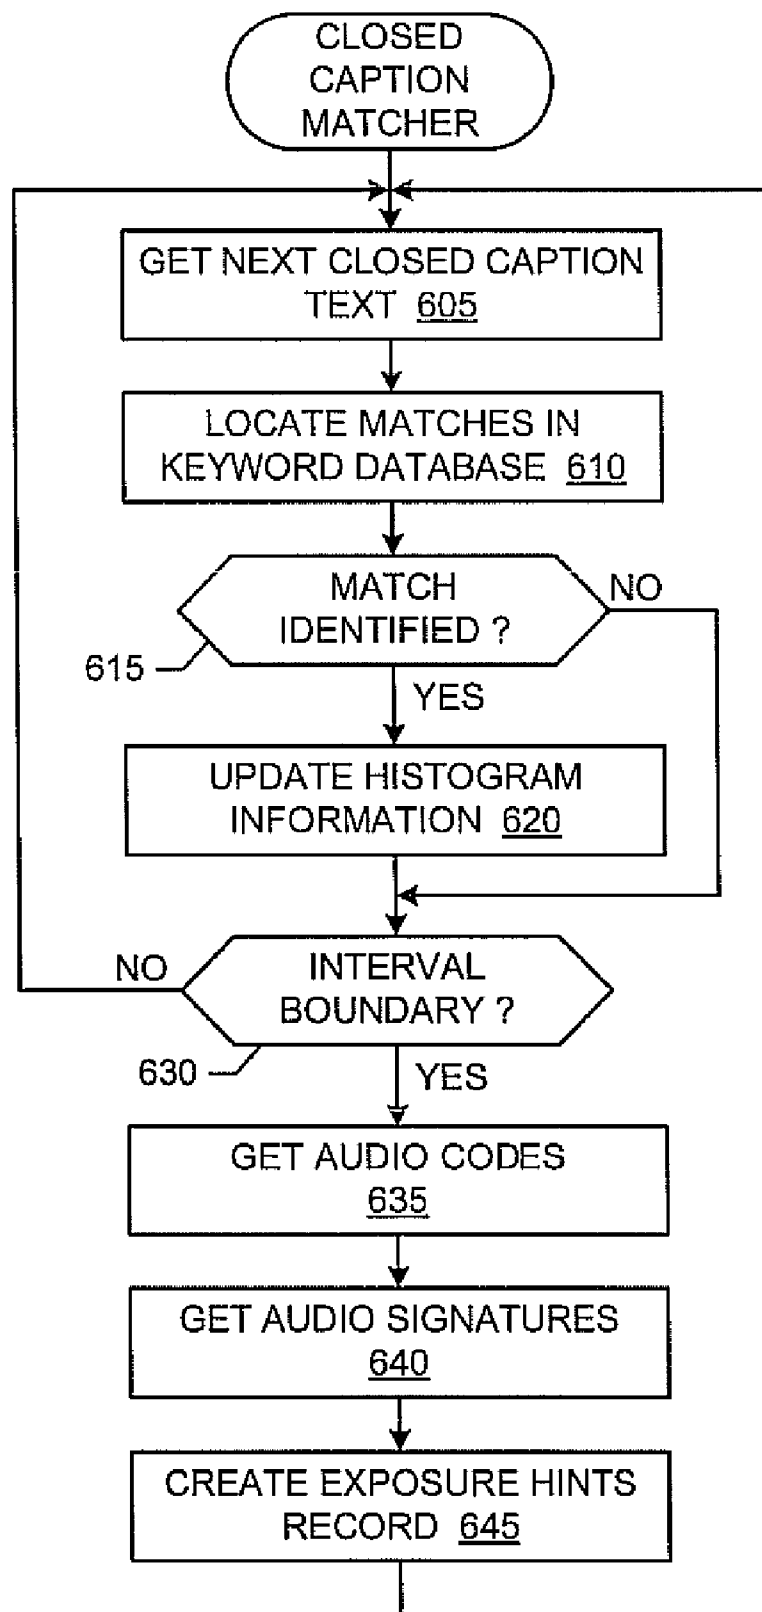 CLOSED
CAPTION
MATCHER
GET NEXT CLOSED CAPTION
TEXT 605
LOCATE MATCHES IN
KEYWORD DATABASE 610
MATCH
IDENTIFIED ?
NO
615
YES
UPDATE HISTOGRAM
INFORMATION 620
NO
INTERVAL
BOUNDARY ?
630
YES
GET AUDIO CODES
635
GET AUDIO SIGNATURES
640
CREATE EXPOSURE HINTS
RECORD 645